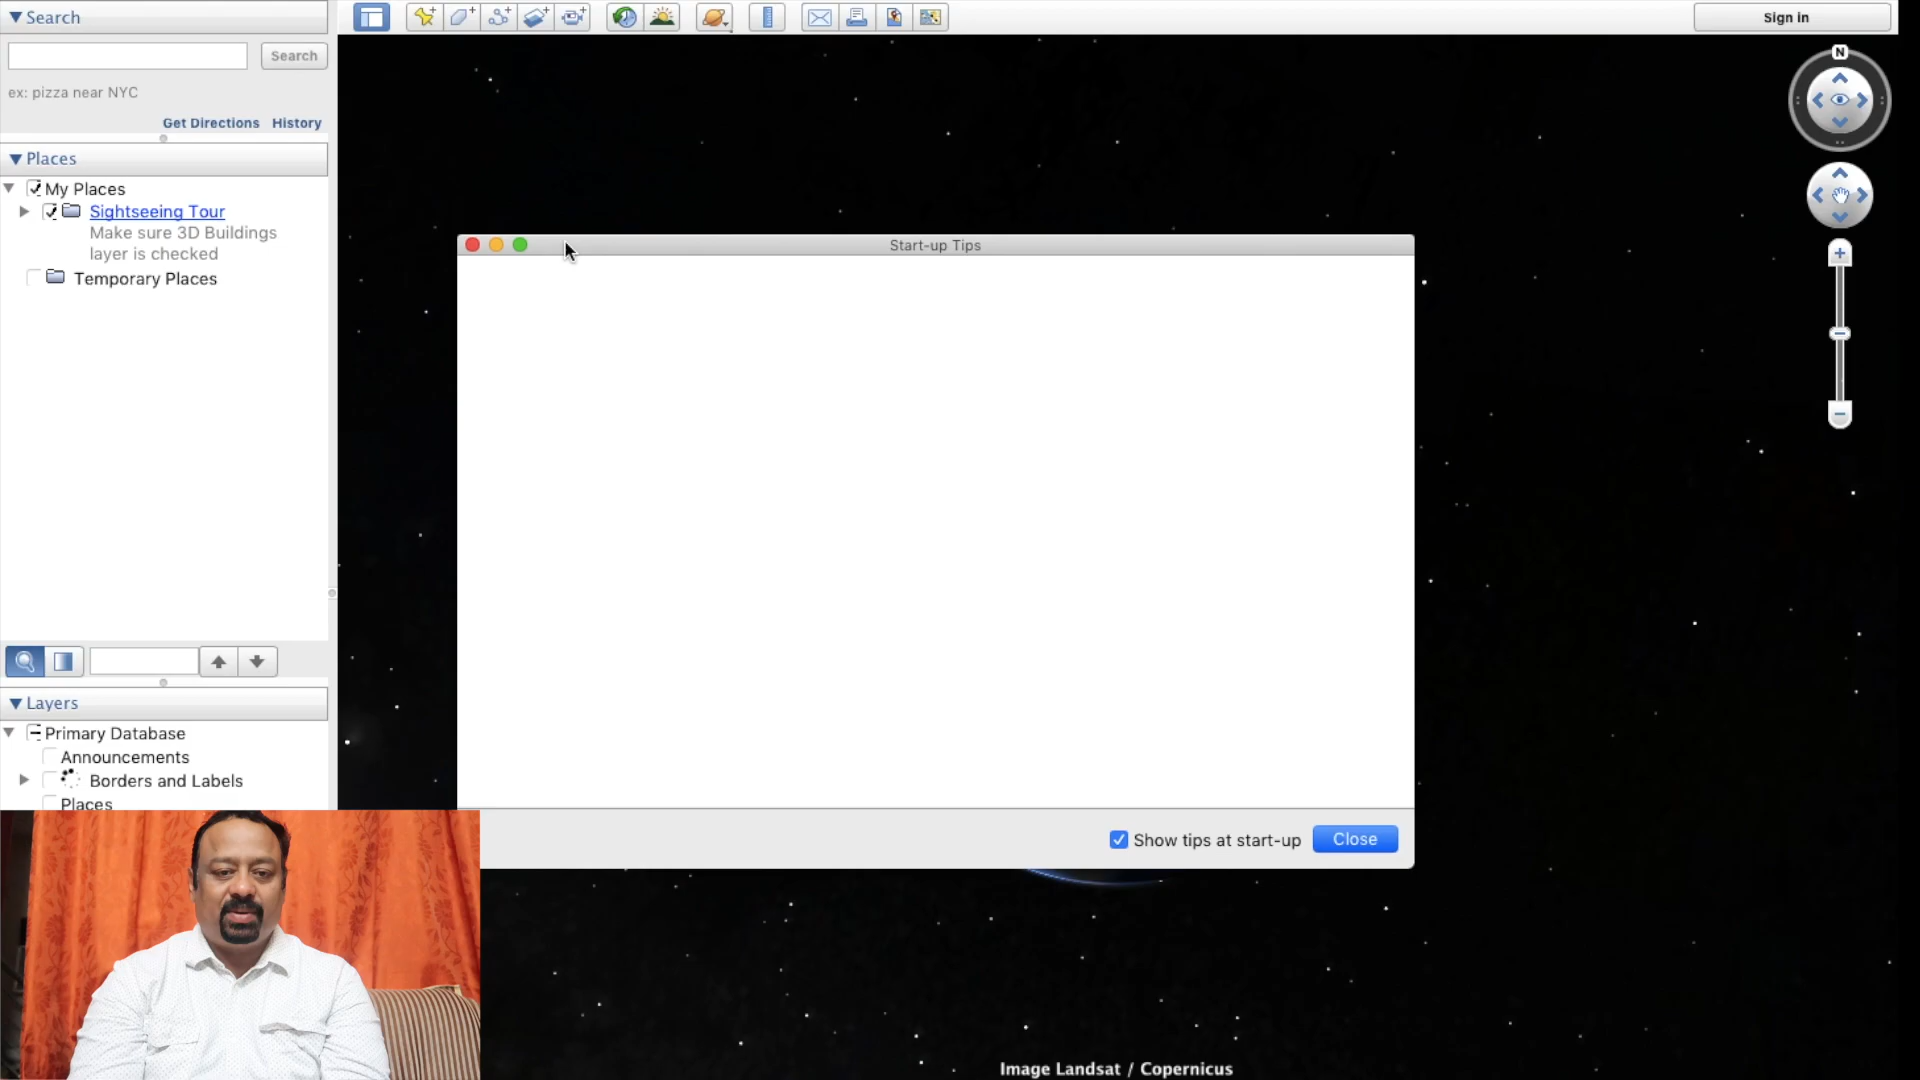 Search
Sign in
Search
ex: pizza near NYC
Get Directions History
Places
My Places
Sightseeing Tour
Make sure 3D Buildings
layer is checked
Temporary Places
N
Start-up Tips
Layers
Primary Database
Announcements
Borders and Labels
Places
Show tips at start-up
Close
Image Landsat / Copernicus